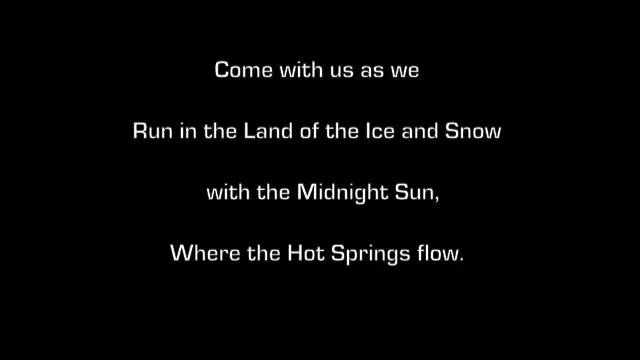 Come with us as we
Run in the Land of the Ice and Snow
with the Midnight Sun,
Where the Hot Springs flow.